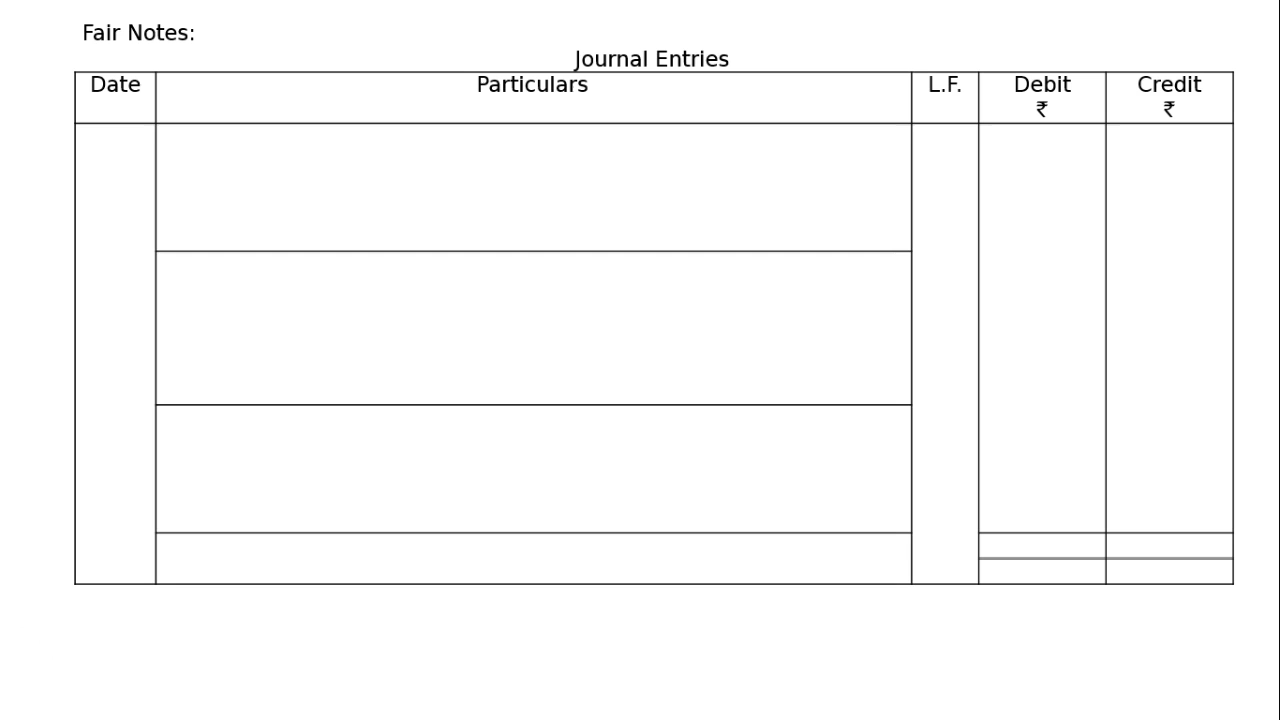 Fair Notes:
Journal Entries
Date Particulars L.F. Debit Credit
₹ ₹